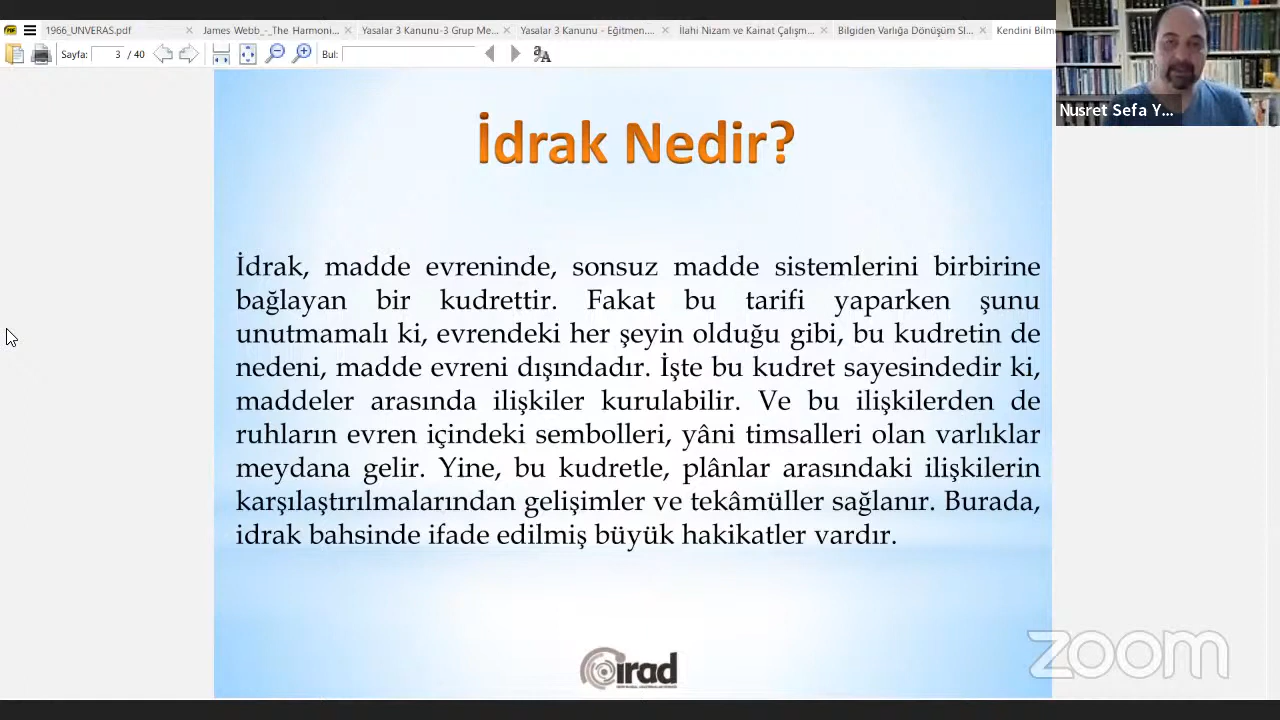 1966_UNVERAS.pdf
James Webb_-_The Harmoni...
Yasalar 3 Kanunu-3 Grup Me...
Yasalar 3 Kanunu - Eğitmen....
İlahi Nizam ve Kainat Çalışm...
Bilgiden Varlığa Dönüşüm Sl...
Kendini Bilm
Sayfa: 3 / 40
Bul:
Nusret Sefa Y...
İdrak Nedir?
İdrak, madde evreninde, sonsuz madde sistemlerini birbirine
bağlayan bir kudrettir. Fakat bu tarifi yaparken şunu
unutmamalı ki, evrendeki her şeyin olduğu gibi, bu kudretin de
nedeni, madde evreni dışındadır. İşte bu kudret sayesindedir ki,
maddeler arasında ilişkiler kurulabilir. Ve bu ilişkilerden de
ruhların evren içindeki sembolleri, yâni timsalleri olan varlıklar
meydana gelir. Yine, bu kudretle, plânlar arasındaki ilişkilerin
karşılaştırılmalarından gelişimler ve tekâmüller sağlanır. Burada,
idrak bahsinde ifade edilmiş büyük hakikatler vardır.
irad
zoom